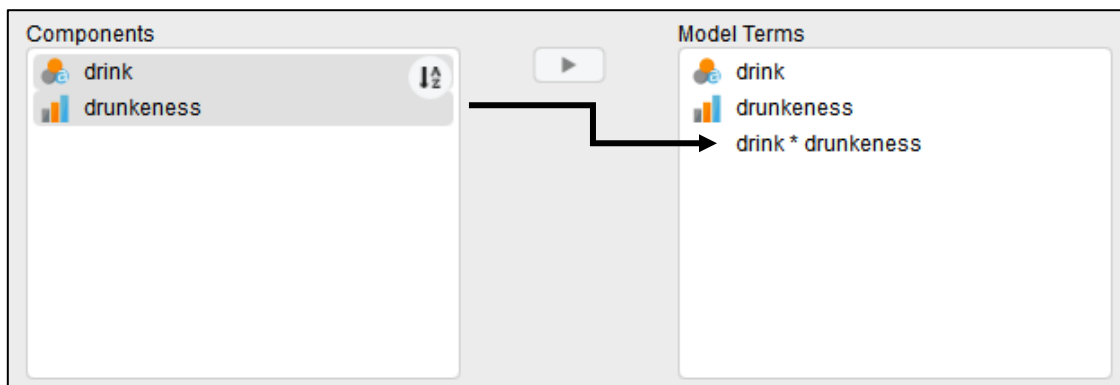 Components
drink
drunkeness
Model Terms
drink
drunkeness
drink * drunkeness